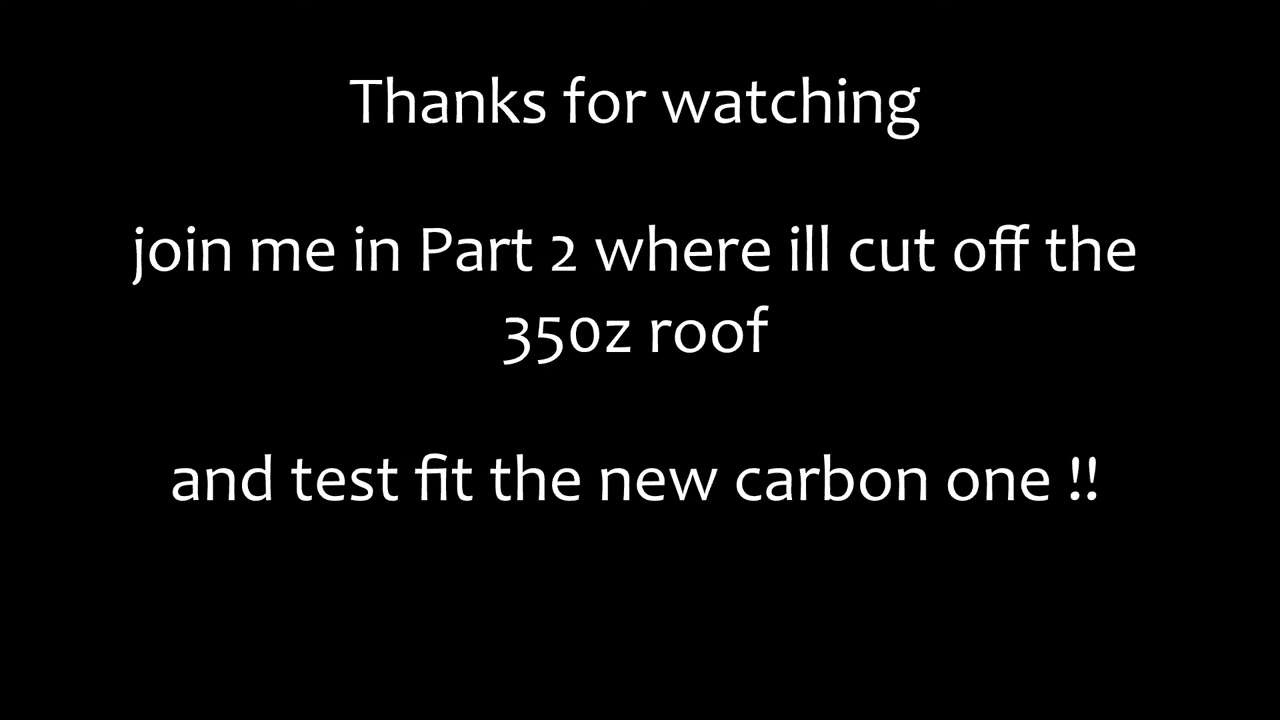 Thanks for watching
join me in Part 2 where ill cut off the
350z roof
and test fit the new carbon one !!